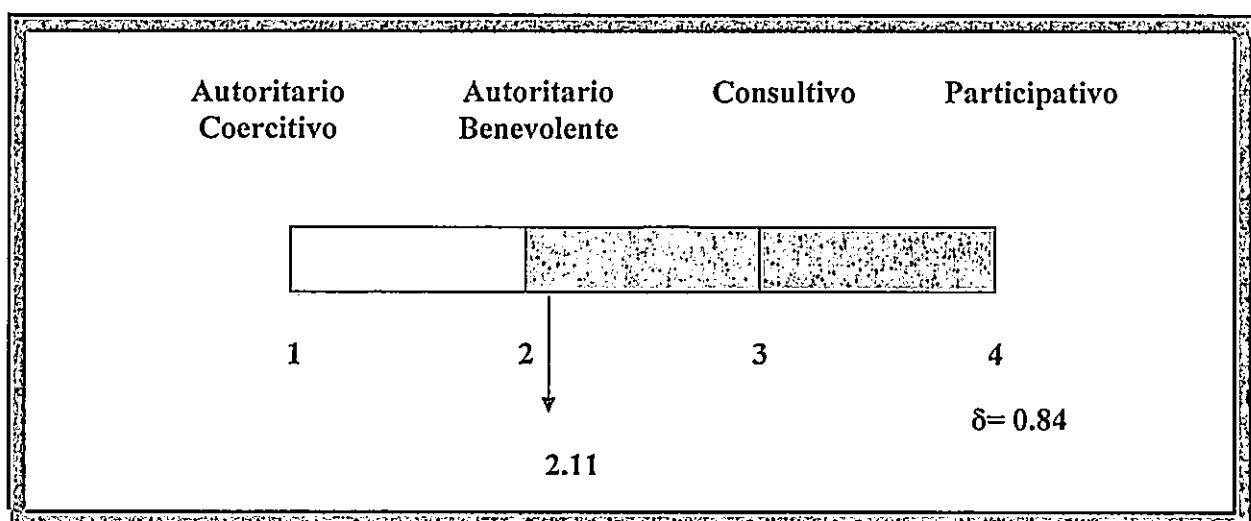 Autoritario Autoritario Consultivo Participativo
Coercitivo Benevolente
1 2 3 4
δ= 0.84
2.11